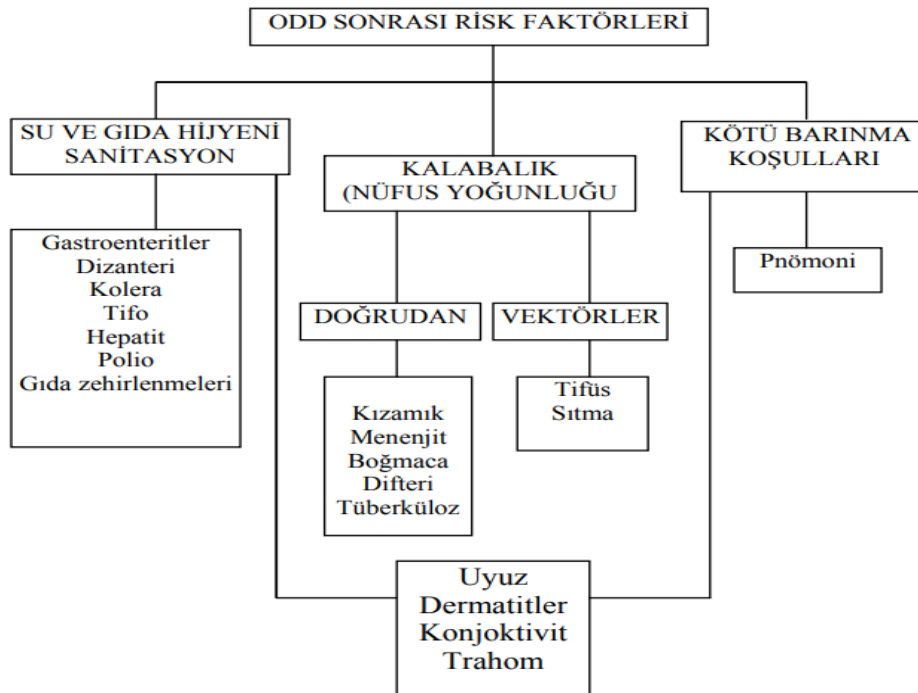 ODD SONRASI RİSK FAKTÖRLERİ
SU VE GIDA HİJYENİ
SANİTASYON
KALABALIK
(NÜFUS YOĞUNLUĞU
KÖTÜ BARINMA
KOŞULLARI
Gastroenteritler
Dizanteri
Kolera
Tifo
Hepatit
Polio
Gıda zehirlenmeleri
DOĞRUDAN
VEKTÖRLER
Pnömoni
Kızamık
Menenjit
Boğmaca
Difteri
Tüberküloz
Tifüs
Sıtma
Uyuz
Dermatitler
Konjoktivit
Trahom